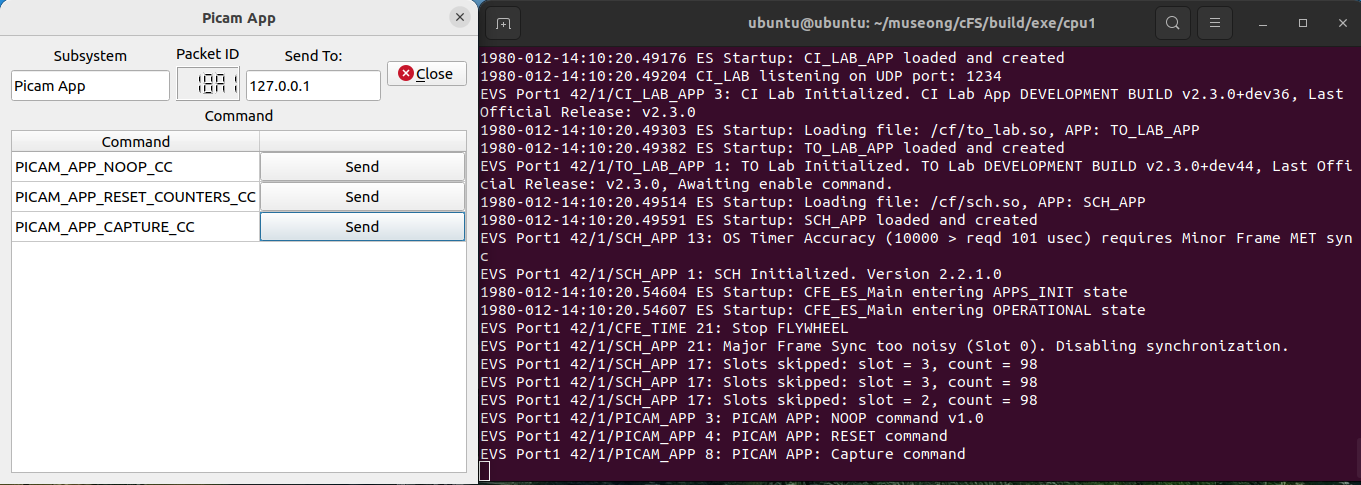 Picam App
Subsystem
Packet ID
Send To:
Picam App
18A1
127.0.0.1
Close
Command
Command
PICAM_APP_NOOP_CC
Send
PICAM_APP_RESET_COUNTERS_CC
Send
PICAM_APP_CAPTURE_CC
Send
ubuntu@ubuntu: ~/museong/cFS/build/exe/cpu1
1980-012-14:10:20.49176 ES Startup: CI_LAB_APP loaded and created
1980-012-14:10:20.49204 CI_LAB listening on UDP port: 1234
EVS Port1 42/1/CI_LAB_APP 3: CI Lab Initialized. CI Lab App DEVELOPMENT BUILD v2.3.0+dev36, Last
Official Release: v2.3.0
1980-012-14:10:20.49303 ES Startup: Loading file: /cf/to_lab.so, APP: TO_LAB_APP
1980-012-14:10:20.49382 ES Startup: TO_LAB_APP loaded and created
EVS Port1 42/1/TO_LAB_APP 1: TO Lab Initialized. TO Lab DEVELOPMENT BUILD v2.3.0+dev44, Last Offi
cial Release: v2.3.0, Awaiting enable command.
1980-012-14:10:20.49514 ES Startup: Loading file: /cf/sch.so, APP: SCH_APP
1980-012-14:10:20.49591 ES Startup: SCH_APP loaded and created
EVS Port1 42/1/SCH_APP 13: OS Timer Accuracy (10000 > reqd 101 usec) requires Minor Frame MET syn
c
EVS Port1 42/1/SCH_APP 1: SCH Initialized. Version 2.2.1.0
1980-012-14:10:20.54604 ES Startup: CFE_ES_Main entering APPS_INIT state
1980-012-14:10:20.54607 ES Startup: CFE_ES_Main entering OPERATIONAL state
EVS Port1 42/1/CFE_TIME 21: Stop FLYWHEEL
EVS Port1 42/1/SCH_APP 21: Major Frame Sync too noisy (Slot 0). Disabling synchronization.
EVS Port1 42/1/SCH_APP 17: Slots skipped: slot = 3, count = 98
EVS Port1 42/1/SCH_APP 17: Slots skipped: slot = 3, count = 98
EVS Port1 42/1/SCH_APP 17: Slots skipped: slot = 2, count = 98
EVS Port1 42/1/PICAM_APP 3: PICAM APP: NOOP command v1.0
EVS Port1 42/1/PICAM_APP 4: PICAM APP: RESET command
EVS Port1 42/1/PICAM_APP 8: PICAM APP: Capture command